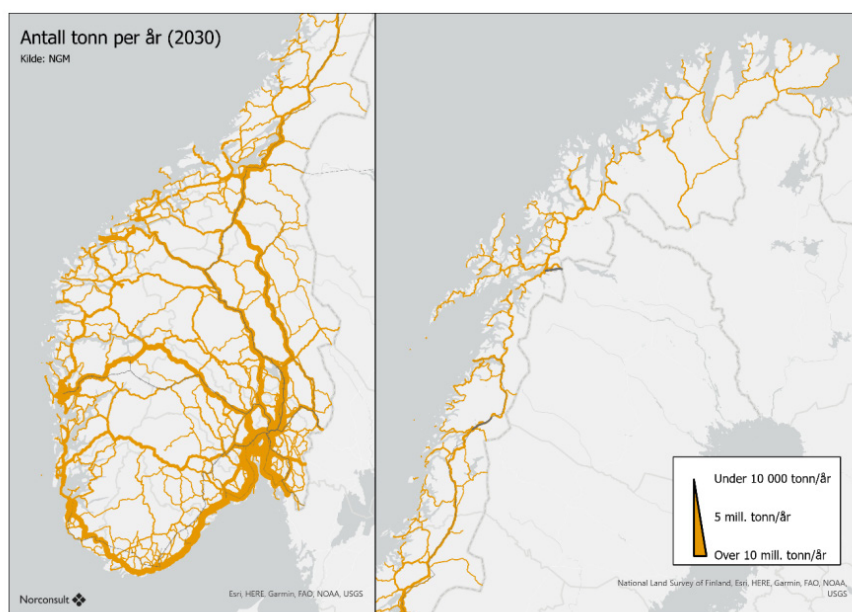 Antall tonn per år (2030)
Kilde: NGM
Under 10 000 tonn/år
5 mill. tonn/år
Over 10 mill. tonn/år
Norconsult
Esri, HERE, Garmin, FAO, NOAA, USGS
National Land Survey of Finland, Esri, HERE, Garmin, FAO, NOAA,
USGS